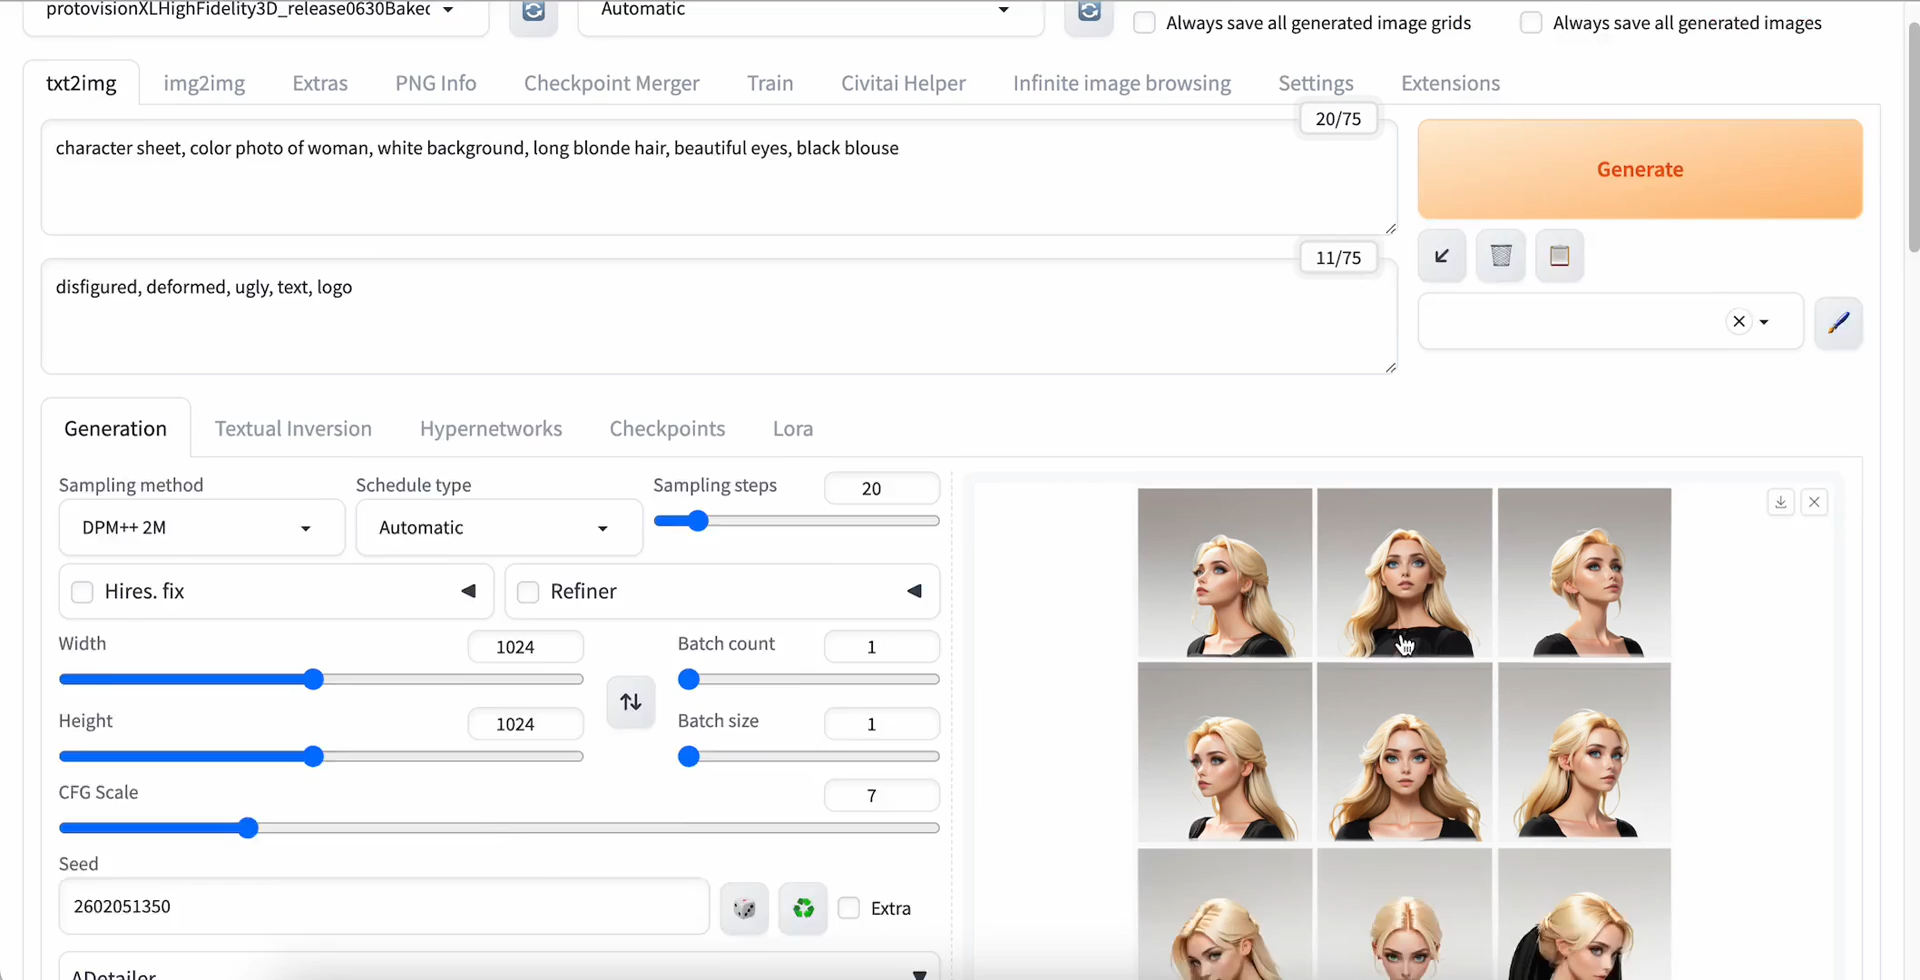 protovisionXLHighFidelity3D_release0630Bakec
Automatic
Always save all generated image grids
Always save all generated images
txt2img
img2img
Extras
PNG Info
Checkpoint Merger
Train
Civitai Helper
Infinite image browsing
Settings
Extensions
20/75
character sheet, color photo of woman, white background, long blonde hair, beautiful eyes, black blouse
Generate
11/75
disfigured, deformed, ugly, text, logo
Generation
Textual Inversion
Hypernetworks
Checkpoints
Lora
Sampling method
Schedule type
Sampling steps
20
DPM++ 2M
Automatic
Hires. fix
Refiner
Width
1024
Batch count
1
Height
1024
Batch size
1
CFG Scale
7
Seed
2602051350
Extra
ADetailer